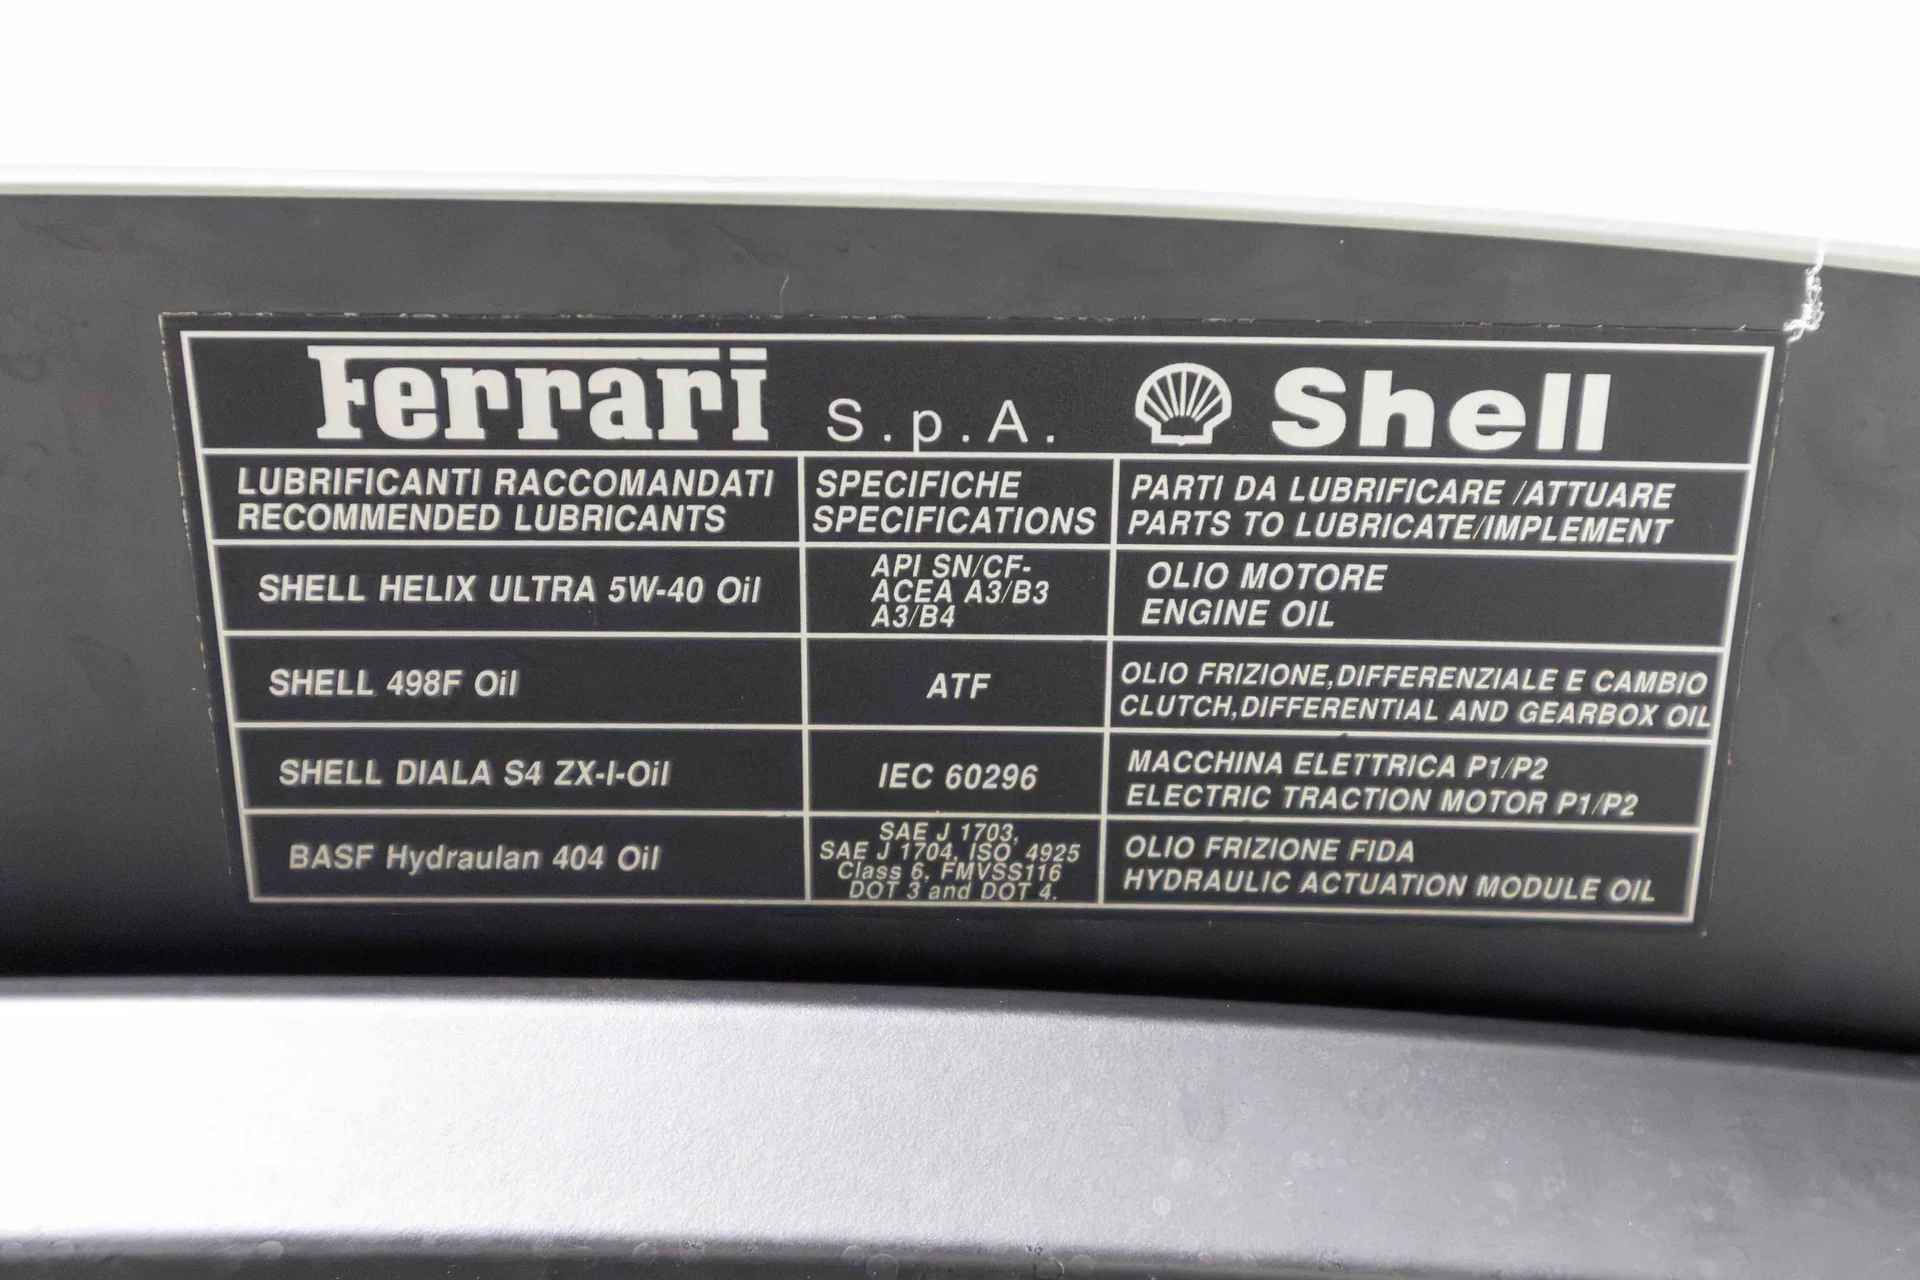 Ferrari S.p.A. Shell
LUBRIFICANTI RACCOMANDATI
RECOMMENDED LUBRICANTS
SPECIFICHE
SPECIFICATIONS
PARTI DA LUBRIFICARE /ATTUARE
PARTS TO LUBRICATE/IMPLEMENT
SHELL HELIX ULTRA 5W-40 Oil
API SN/CF-
ACEA A3/B3
A3/B4
OLIO MOTORE
ENGINE OIL
SHELL 498F Oil
ATF
OLIO FRIZIONE,DIFFERENZIALE E CAMBIO
CLUTCH,DIFFERENTIAL AND GEARBOX OIL
SHELL DIALA S4 ZX-I-Oil
IEC 60296
MACCHINA ELETTRICA P1/P2
ELECTRIC TRACTION MOTOR P1/P2
BASF Hydraulan 404 Oil
SAE J 1703,
SAE J 1704, ISO 4925
Class 6, FMVSS116
DOT 3 and DOT 4.
OLIO FRIZIONE FIDA
HYDRAULIC ACTUATION MODULE OIL